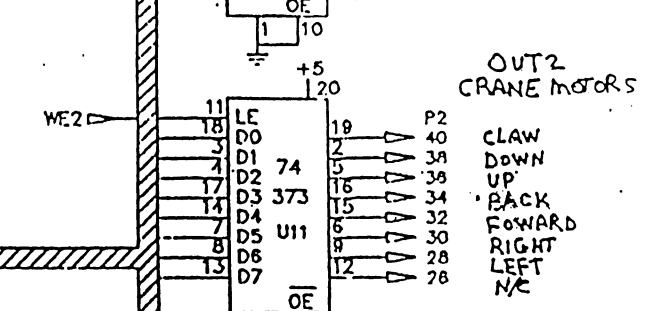 OE
1 10
+5
20
OUT2
CRANE MOTORS
WE2
11 LE
18 D0 19 40 CLAW
3 D1 2 38 DOWN
4 D2 5 36 UP
17 D3 16 34 BACK
14 D4 15 32 FOWARD
7 D5 6 30 RIGHT
8 D6 9 28 LEFT
13 D7 12 26 N/C
P2
74
373
U11
OE